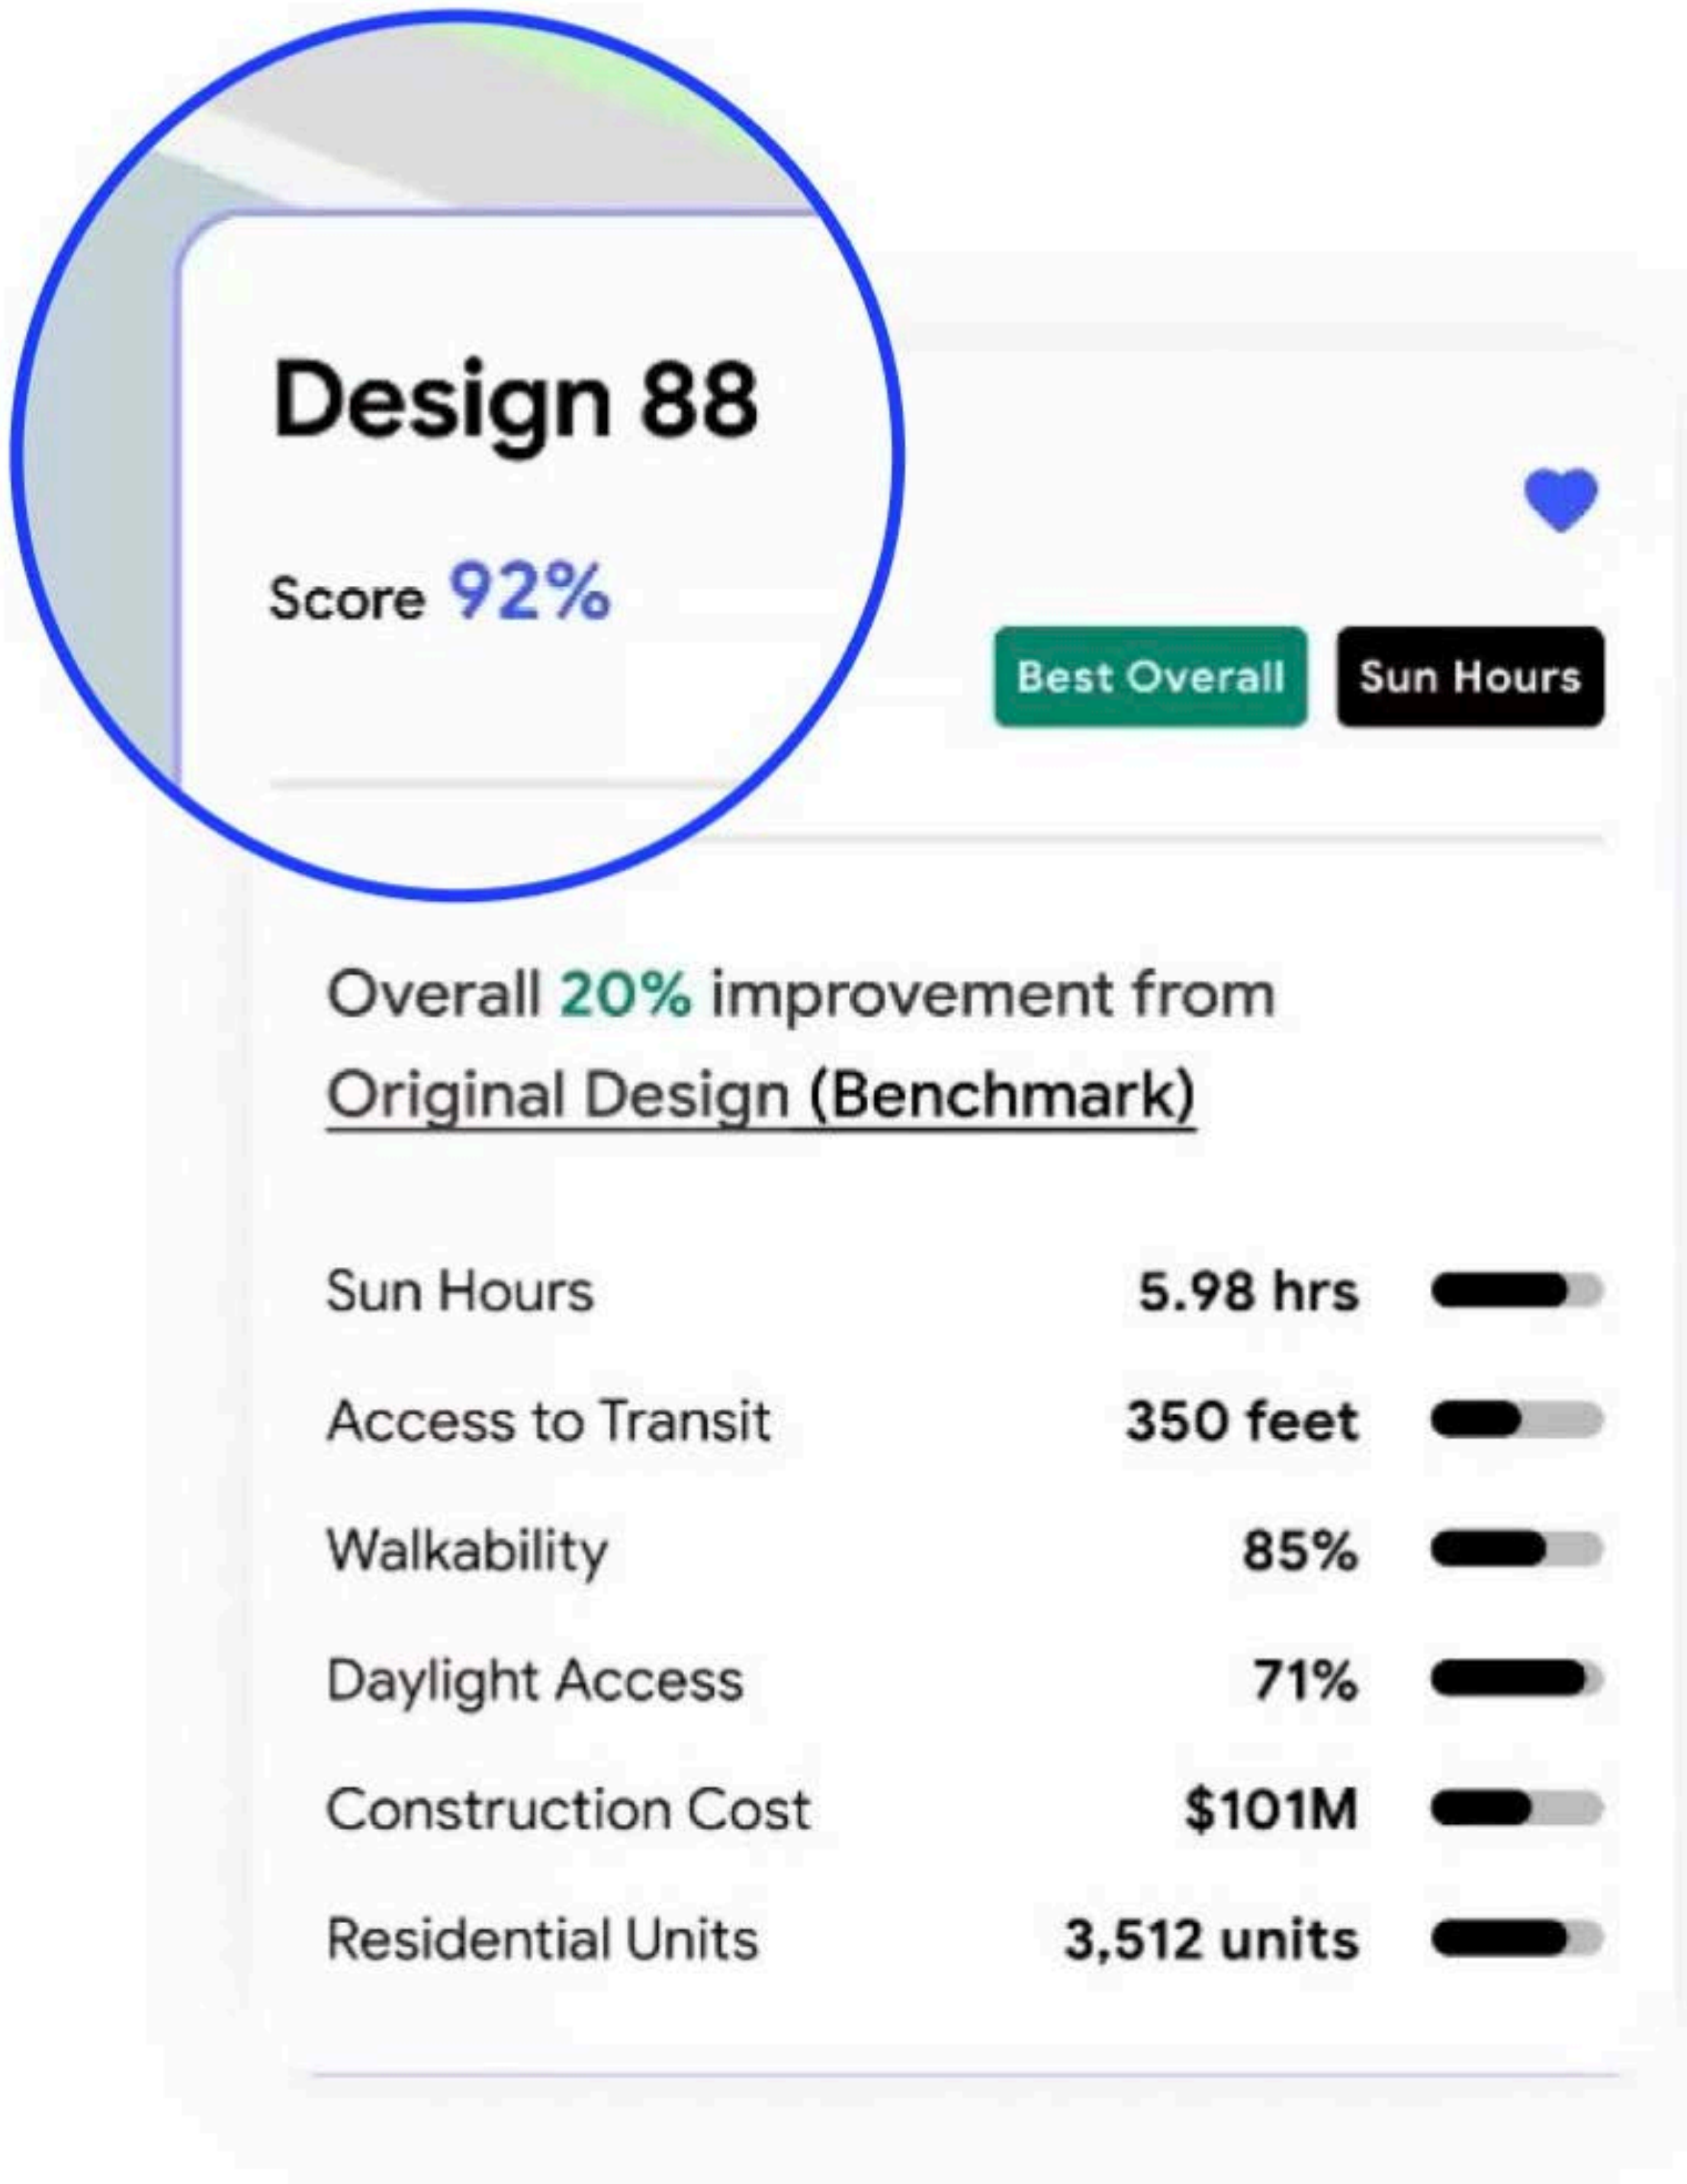 Design 88
Score 92%
Best Overall
Sun Hours
Overall 20% improvement from
Original Design (Benchmark)
Sun Hours 5.98 hrs
Access to Transit 350 feet
Walkability 85%
Daylight Access 71%
Construction Cost $101M
Residential Units 3,512 units